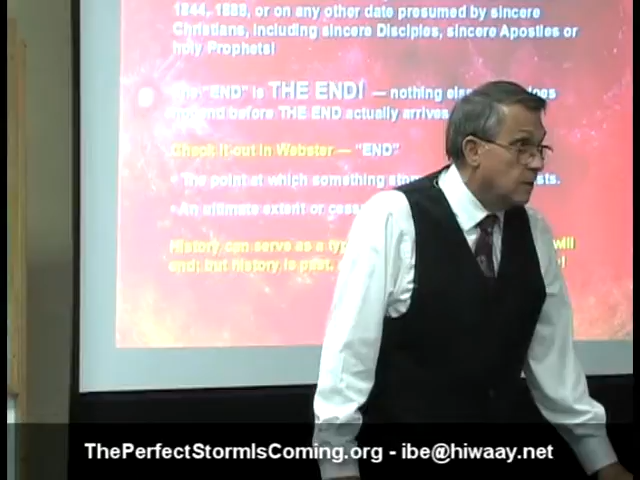 1844, 1888, or on any other date presumed by sincere
Christians, including sincere Disciples, sincere Apostles or
holy Prophets!
"END" is THE END! — nothing
before THE END actually arrives
Check it out in Webster — "END"
• The point at which something
• An ultimate extent or
History can serve as a will
end; but history is past.
ThePerfectStormIsComing.org - ibe@hiwaay.net